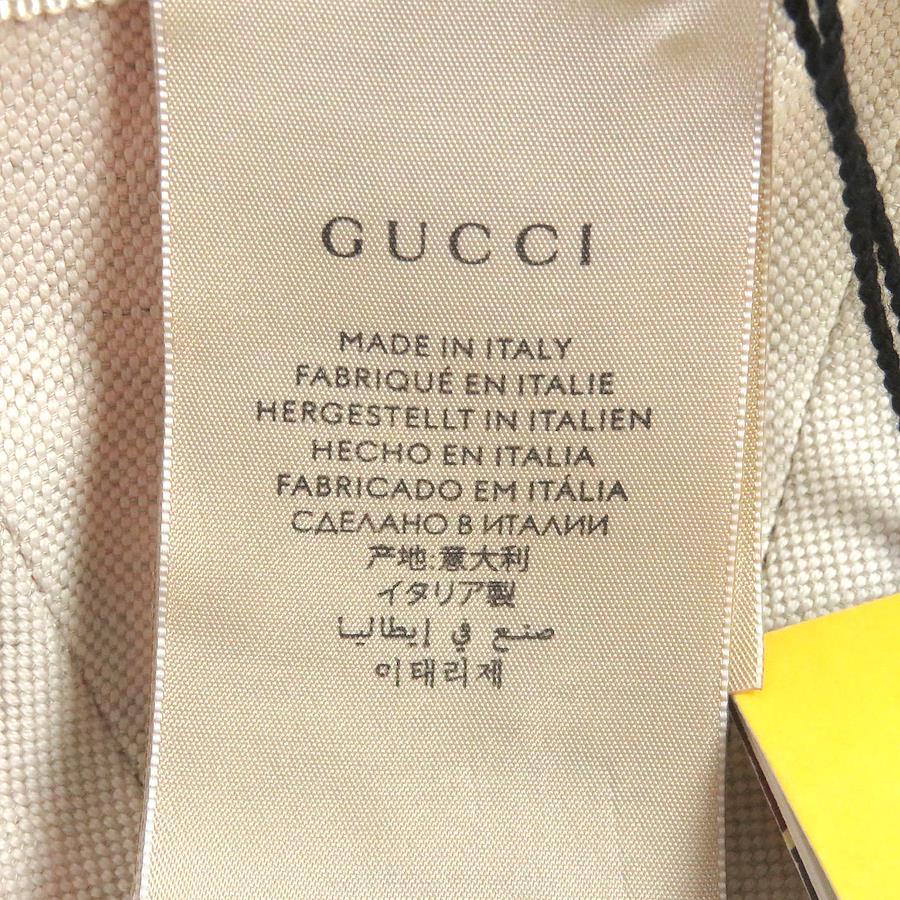 GUCCI
MADE IN ITALY
FABRIQUÉ EN ITALIE
HERGESTELLT IN ITALIEN
HECHO EN ITALIA
FABRICADO EM ITÁLIA
СДЕЛАНО В ИТАЛИИ
产地:意大利
イタリア製
صنع في إيطاليا
이태리제